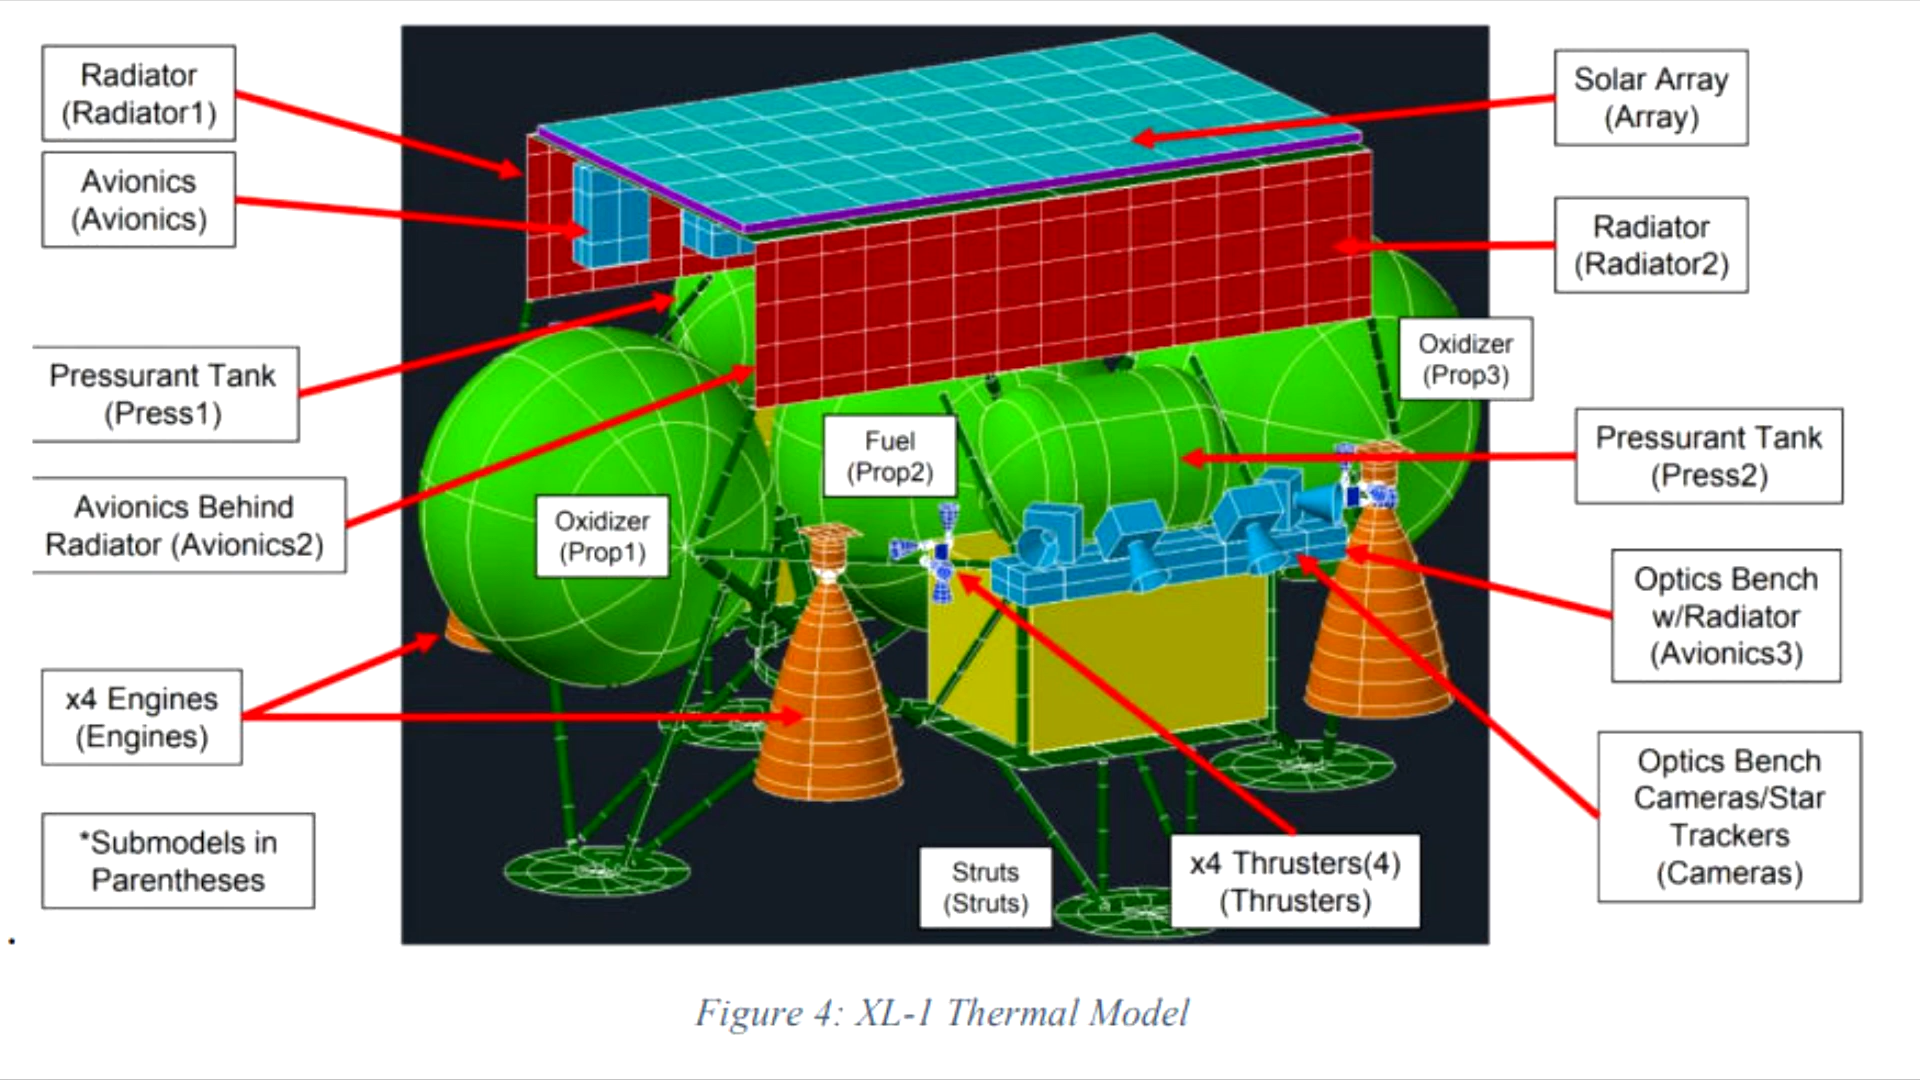 Radiator
(Radiator1)
Avionics
(Avionics)
Pressurant Tank
(Press1)
Avionics Behind
Radiator (Avionics2)
x4 Engines
(Engines)
*Submodels in
Parentheses
Oxidizer
(Prop1)
Fuel
(Prop2)
Struts
(Struts)
x4 Thrusters(4)
(Thrusters)
Solar Array
(Array)
Radiator
(Radiator2)
Oxidizer
(Prop3)
Pressurant Tank
(Press2)
Optics Bench
w/Radiator
(Avionics3)
Optics Bench
Cameras/Star
Trackers
(Cameras)
Figure 4: XL-1 Thermal Model